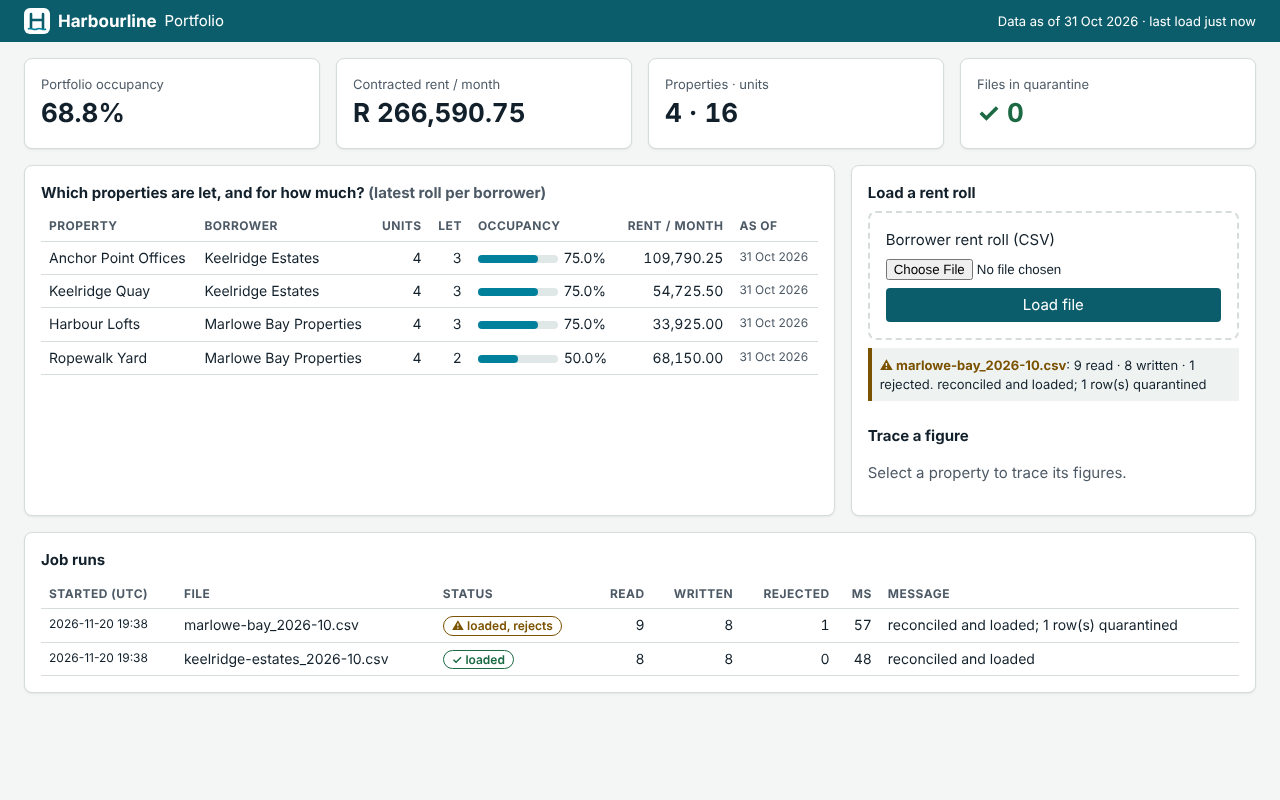 Harbourline Portfolio
Data as of 31 Oct 2026 · last load just now
Portfolio occupancy
68.8%
Contracted rent / month
R 266,590.75
Properties · units
4 · 16
Files in quarantine
✓ 0
Which properties are let, and for how much? (latest roll per borrower)
PROPERTY BORROWER UNITS LET OCCUPANCY RENT / MONTH AS OF
Anchor Point Offices Keelridge Estates 4 3 75.0% 109,790.25 31 Oct 2026
Keelridge Quay Keelridge Estates 4 3 75.0% 54,725.50 31 Oct 2026
Harbour Lofts Marlowe Bay Properties 4 3 75.0% 33,925.00 31 Oct 2026
Ropewalk Yard Marlowe Bay Properties 4 2 50.0% 68,150.00 31 Oct 2026
Load a rent roll
Borrower rent roll (CSV)
Choose File No file chosen
Load file
⚠ marlowe-bay_2026-10.csv: 9 read · 8 written · 1
rejected. reconciled and loaded; 1 row(s) quarantined
Trace a figure
Select a property to trace its figures.
Job runs
STARTED (UTC) FILE STATUS READ WRITTEN REJECTED MS MESSAGE
2026-11-20 19:38 marlowe-bay_2026-10.csv ⚠ loaded, rejects 9 8 1 57 reconciled and loaded; 1 row(s) quarantined
2026-11-20 19:38 keelridge-estates_2026-10.csv ✓ loaded 8 8 0 48 reconciled and loaded